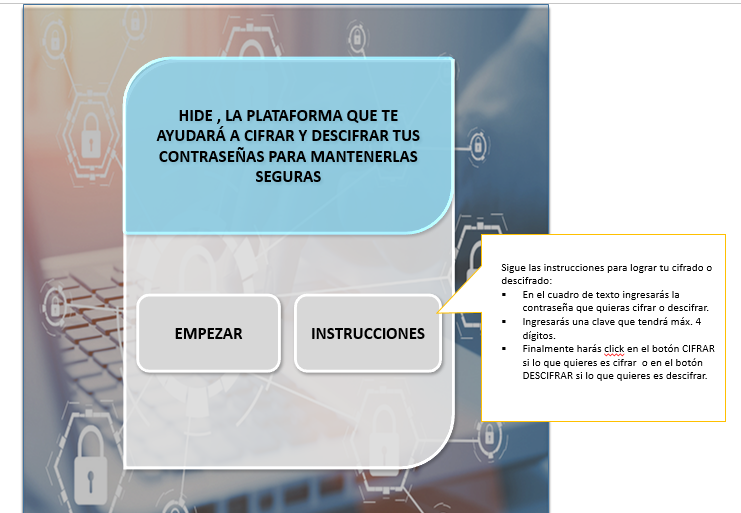 HIDE , LA PLATAFORMA QUE TE
AYUDARÁ A CIFRAR Y DESCIFRAR TUS
CONTRASEÑAS PARA MANTENERLAS
SEGURAS
EMPEZAR
INSTRUCCIONES
Sigue las instrucciones para lograr tu cifrado o
descifrado:
▪ En el cuadro de texto ingresarás la
contraseña que quieras cifrar o descifrar.
▪ Ingresarás una clave que tendrá máx. 4
dígitos.
▪ Finalmente harás click en el botón CIFRAR
si lo que quieres es cifrar o en el botón
DESCIFRAR si lo que quieres es descifrar.